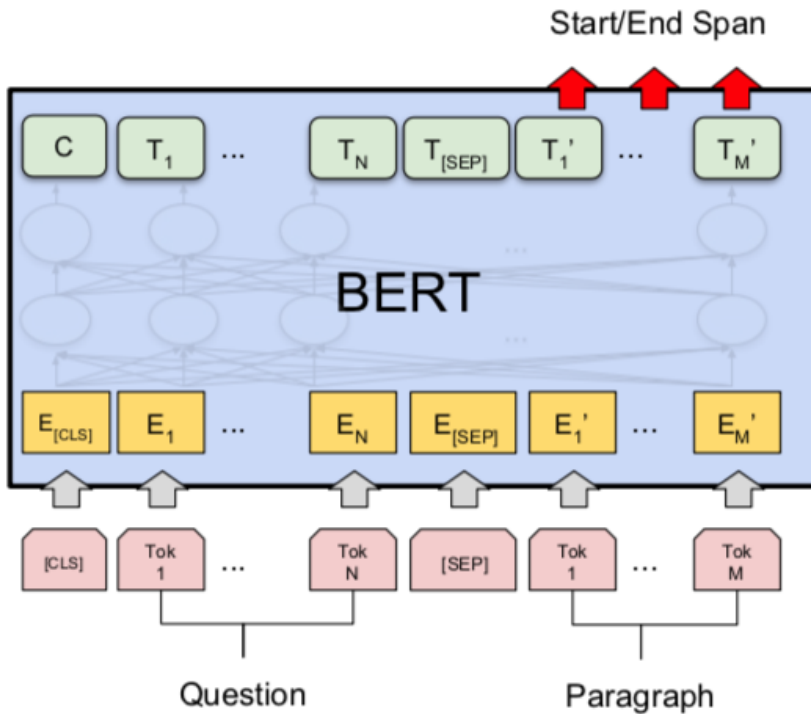 Start/End Span
C T1 ... TN T[SEP] T1' ... TM'
...
BERT
...
E[CLS] E1 ... EN E[SEP] E1' ... EM'
[CLS] Tok 1 ... Tok N [SEP] Tok 1 ... Tok M
Question Paragraph